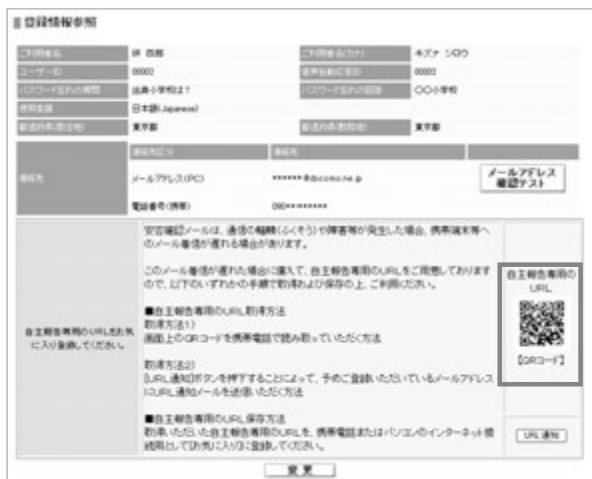 登録情報参照
ご利用者名 絆 四郎 ご利用者名(カナ) キズナ シロウ
ユーザーID 00002 音声自動応答ID 00002
パスワード忘れの質問 出身小学校は？ パスワード忘れの回答 〇〇小学校
使用言語 日本語(Japanese)
都道府県(居住地) 東京都 都道府県(勤務地) 東京都
連絡先区分 連絡先
連絡先 メールアドレス(PC) ******@docomo.ne.jp メールアドレス
確認テスト
電話番号(携帯) 090********
安否確認メールは、通信の輻輳(ふくそう)や障害等が発生した場合、携帯端末等へ
のメール着信が遅れる場合があります。
このメール着信が遅れた場合に備えて、自主報告専用のURLをご用意しております
ので、以下のいずれかの手順で取得および保存の上、ご利用ください。
■自主報告専用のURL取得方法
取得方法1)
画面上のQRコードを携帯電話で読み取っていただく方法
自主報告専用のURLをお気
に入り登録してください。
取得方法2)
[URL通知]ボタンを押下することによって、予めご登録いただいているメールアドレス
にURL通知メールを送信いただく方法
■自主報告専用のURL保存方法
取得いただいた自主報告専用のURLを、携帯電話またはパソコンのインターネット接
続用として[お気に入り]に登録してください。
自主報告専用の
URL
【QRコード】
URL通知
変更